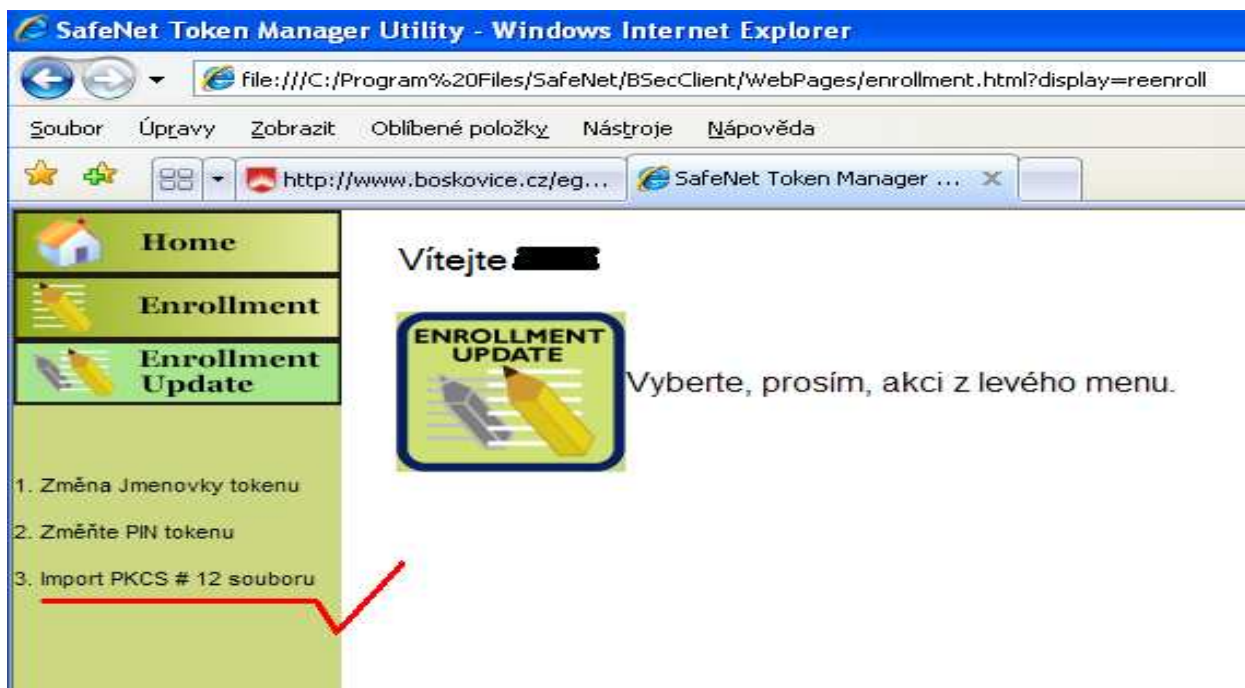 SafeNet Token Manager Utility - Windows Internet Explorer
file:///C:/Program%20Files/SafeNet/BSecClient/WebPages/enrollment.html?display=reenroll
Soubor Úpravy Zobrazit Oblíbené položky Nástroje Nápověda
http://www.boskovice.cz/eg... SafeNet Token Manager ...
Home
Enrollment
Enrollment
Update
Vítejte
ENROLLMENT
UPDATE
Vyberte, prosím, akci z levého menu.
1. Změna Jmenovky tokenu
2. Změňte PIN tokenu
3. Import PKCS # 12 souboru